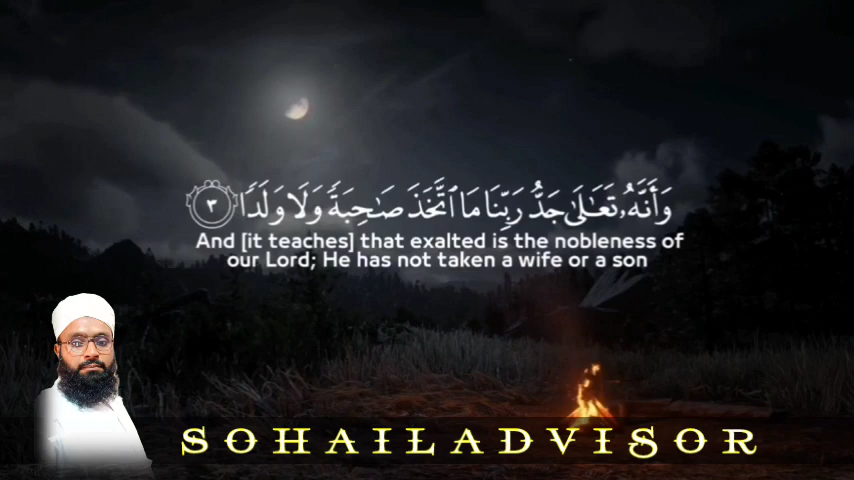 وَأَنَّهُۥ تَعَـٰلَىٰ جَدُّ رَبِّنَا مَا ٱتَّخَذَ صَـٰحِبَةً وَلَا وَلَدًا ٣
And [it teaches] that exalted is the nobleness of
our Lord; He has not taken a wife or a son
SOHAILADVISOR